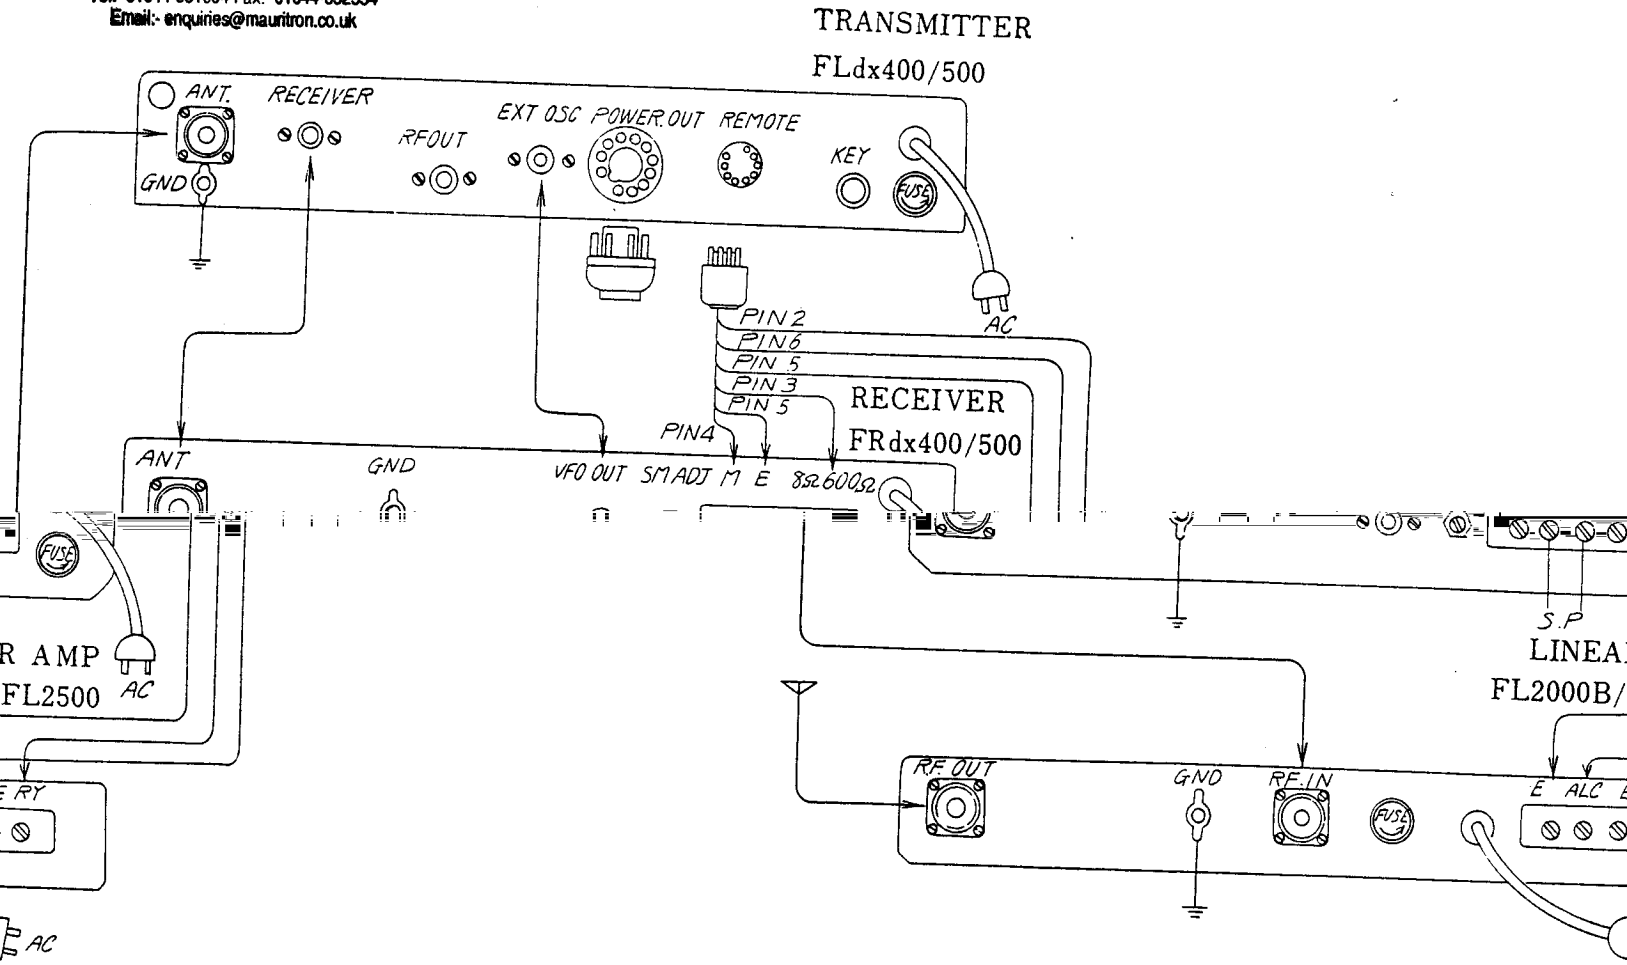 Email:- enquiries@mauritron.co.uk
TRANSMITTER
FLdx400/500
ANT.
RECEIVER
RFOUT
EXT OSC
POWER.OUT
REMOTE
KEY
GND
FUSE
AC
PIN 2
PIN 6
PIN 5
PIN 3
PIN 5
PIN4
RECEIVER
FRdx400/500
ANT
GND
VFO OUT
SM ADJ
M
E
8Ω 600Ω
FUSE
S.P
R AMP
FL2500
AC
LINEA
FL2000B/
R.F. OUT
GND
RF. IN
FUSE
E
ALC
E
E RY
AC